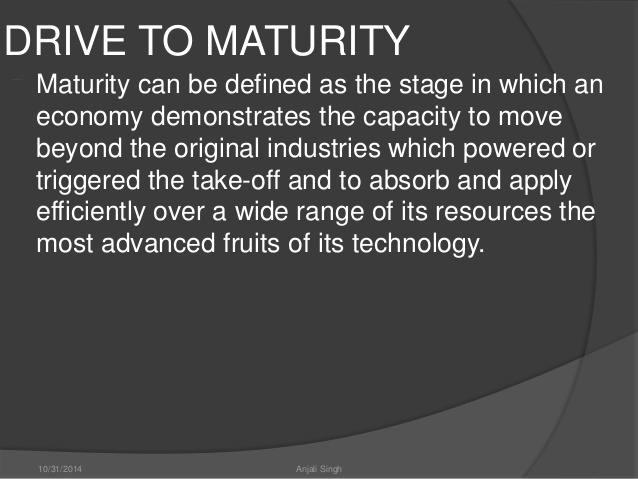 DRIVE TO MATURITY
Maturity can be defined as the stage in which an
economy demonstrates the capacity to move
beyond the original industries which powered or
triggered the take-off and to absorb and apply
efficiently over a wide range of its resources the
most advanced fruits of its technology.
10/31/2014 Anjali Singh